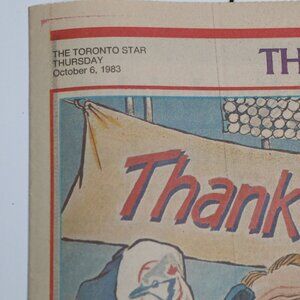 THE TORONTO STAR
THURSDAY
October 6, 1983
TH
Thank